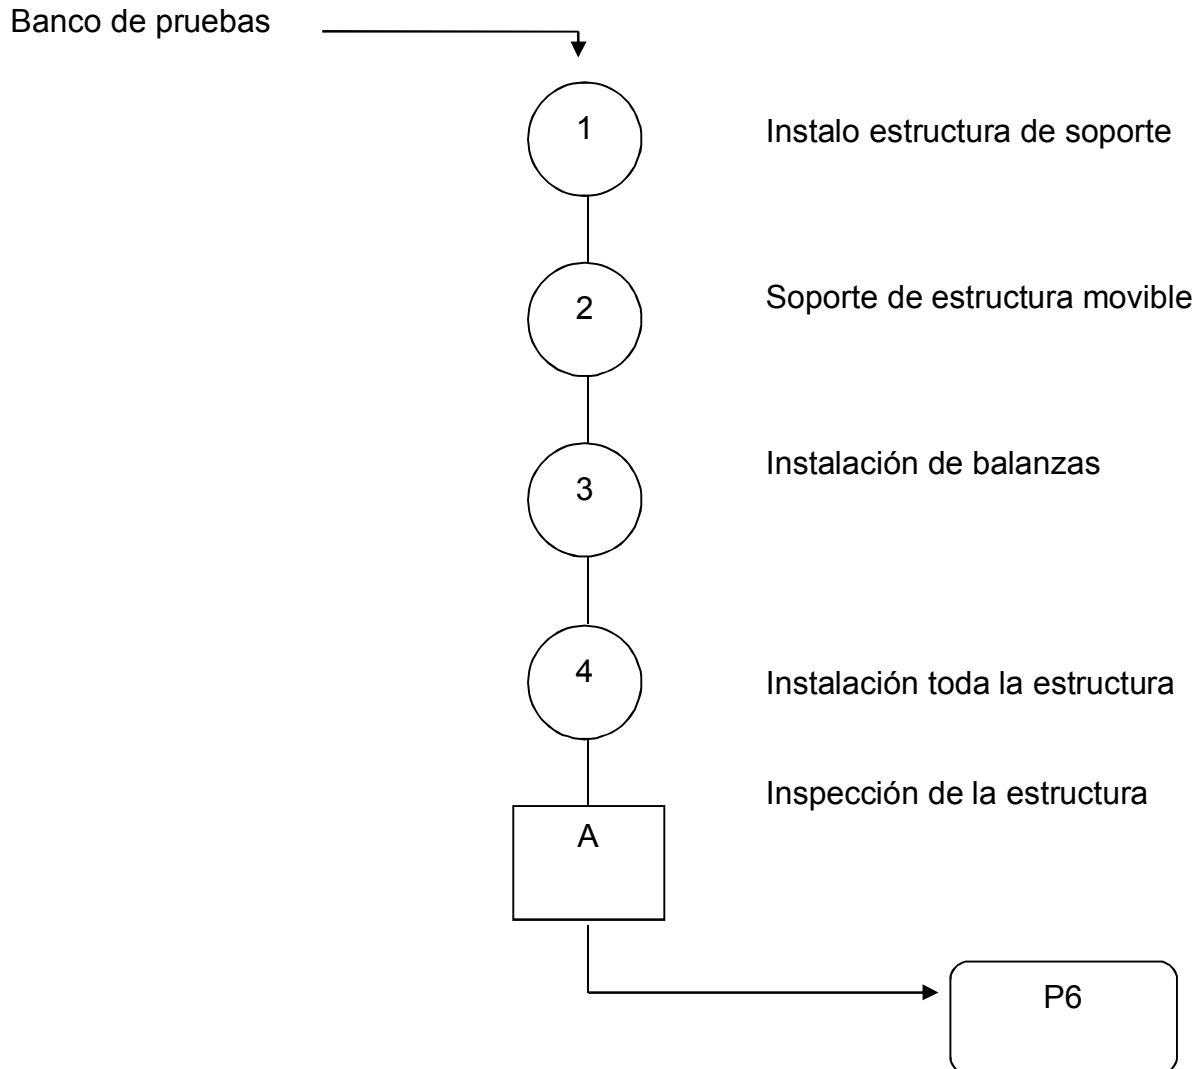 Banco de pruebas
1
Instalo estructura de soporte
2
Soporte de estructura movible
3
Instalación de balanzas
4
Instalación toda la estructura
Inspección de la estructura
A
P6